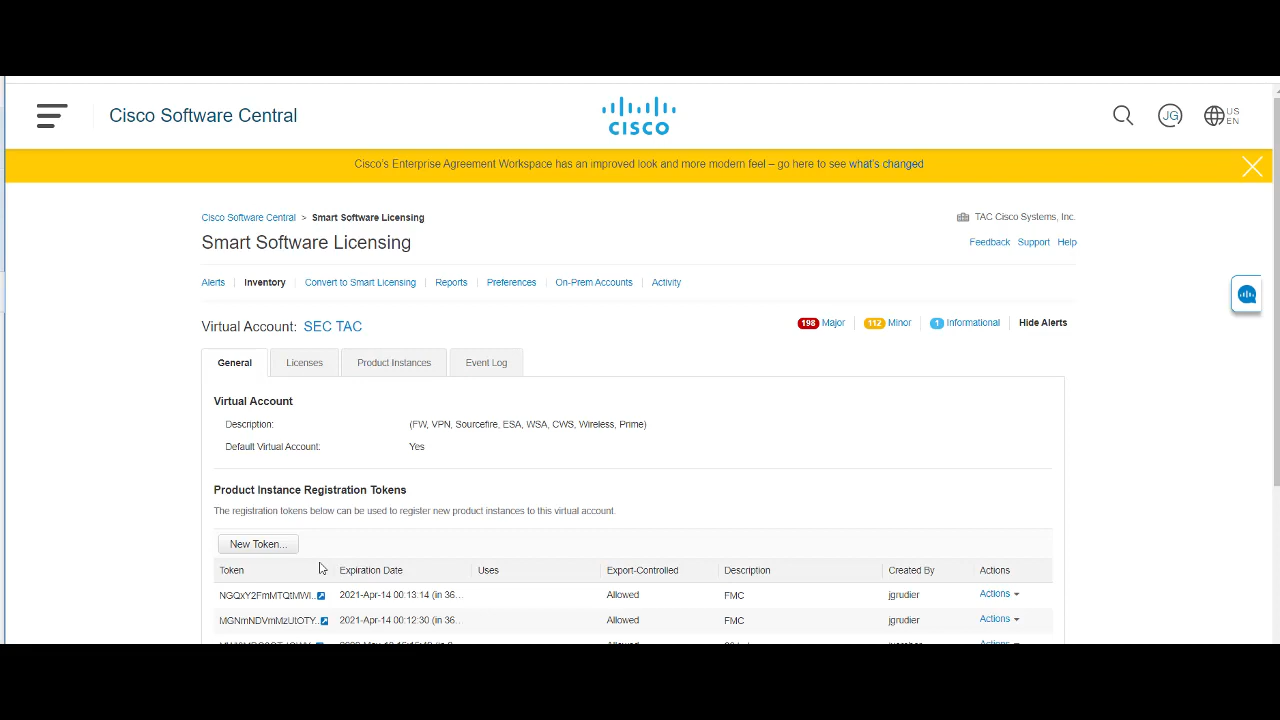 Cisco Software Central
CISCO
JG
US
EN
Cisco's Enterprise Agreement Workspace has an improved look and more modern feel – go here to see what's changed
Cisco Software Central > Smart Software Licensing
TAC Cisco Systems, Inc.
Smart Software Licensing
Feedback Support Help
Alerts Inventory Convert to Smart Licensing Reports Preferences On-Prem Accounts Activity
Virtual Account: SEC TAC
198 Major 112 Minor 1 Informational Hide Alerts
General Licenses Product Instances Event Log
Virtual Account
Description: (FW, VPN, Sourcefire, ESA, WSA, CWS, Wireless, Prime)
Default Virtual Account: Yes
Product Instance Registration Tokens
The registration tokens below can be used to register new product instances to this virtual account.
New Token...
Token Expiration Date Uses Export-Controlled Description Created By Actions
2021-Apr-14 00:13:14 (in 36... Allowed FMC jgrudier Actions
2021-Apr-14 00:12:30 (in 36... Allowed FMC jgrudier Actions